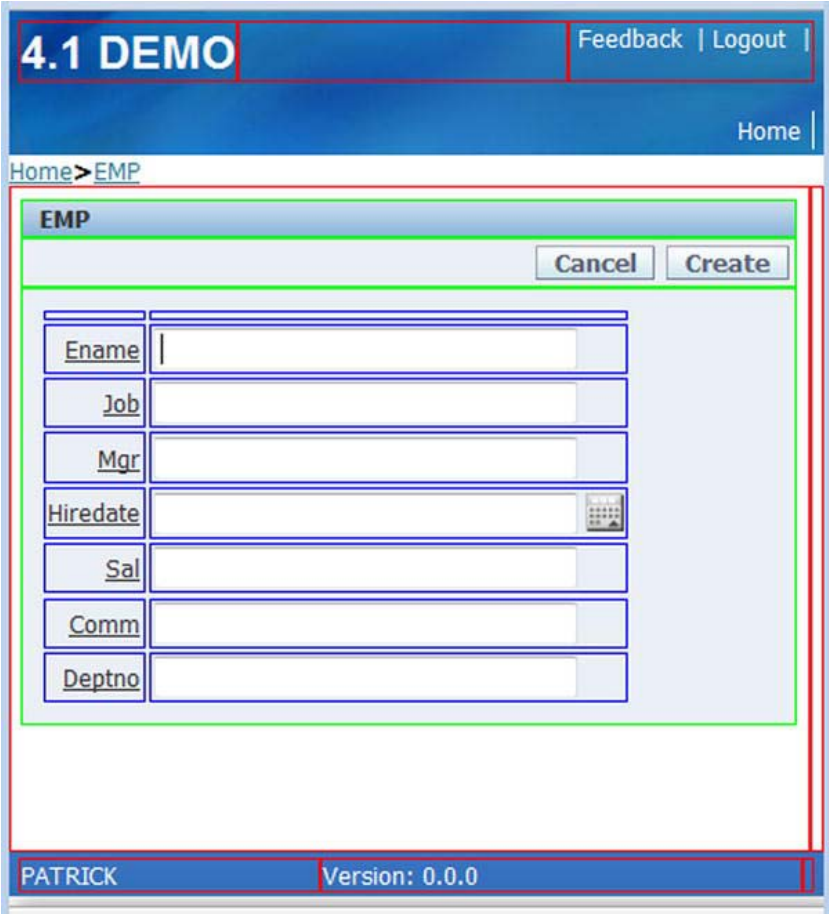 4.1 DEMO
Feedback | Logout |
Home
Home>EMP
EMP
Cancel Create
Ename
Job
Mgr
Hiredate
Sal
Comm
Deptno
PATRICK Version: 0.0.0